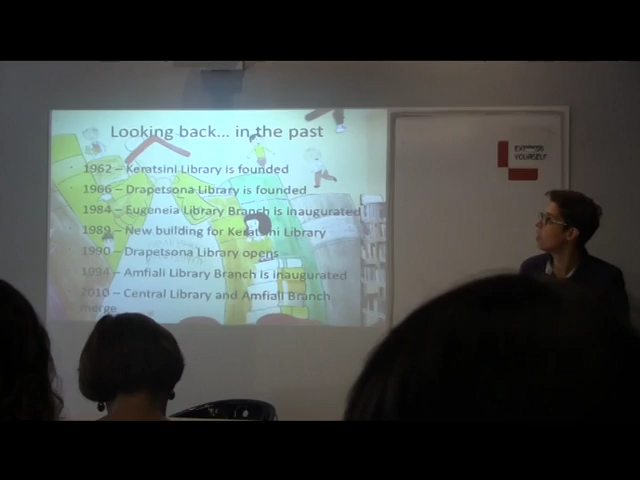 Looking back... in the past
1962 – Keratsini Library is founded
1966 – Drapetsona Library is founded
1984 – Eugeneia Library Branch is inaugurated
1989 – New building for Keratsini Library
1990 – Drapetsona Library opens
1994 – Amfiali Library Branch is inaugurated
2010 – Central Library and Amfiali Branch
merge
EXPRESS
YOURSELF